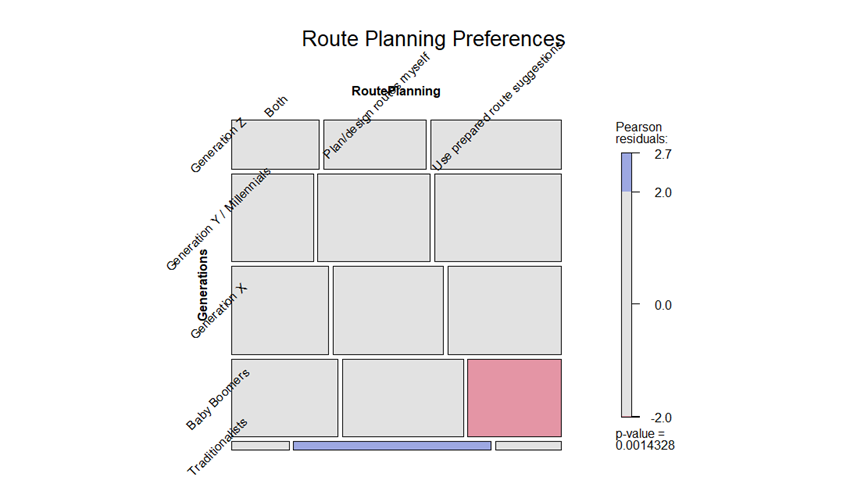 Route Planning Preferences
RoutePlanning
Both
Plan/design routes myself
Use prepared route suggestions
Generations
Generation Z
Generation Y / Millennials
Generation X
Baby Boomers
Traditionalists
Pearson
residuals:
2.7
2.0
0.0
-2.0
p-value =
0.0014328